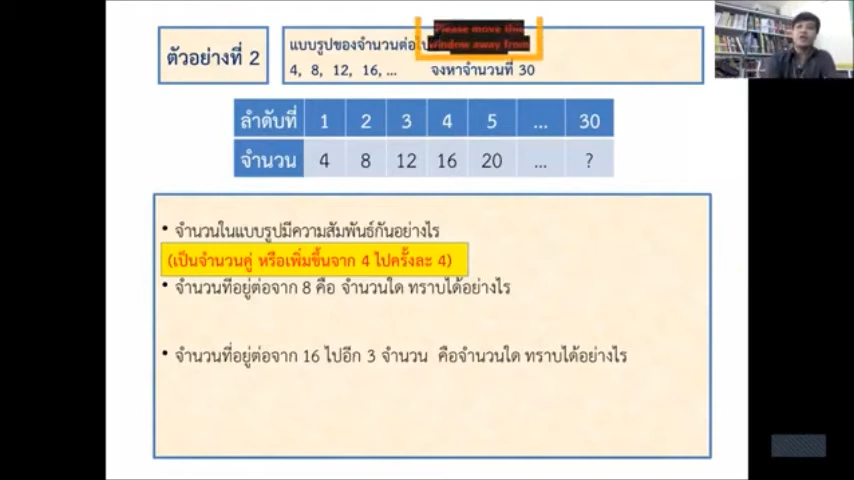 ตัวอย่างที่ 2
แบบรูปของจำนวนต่อไป
Please move this
window away from
4, 8, 12, 16, ... จงหาจำนวนที่ 30
ลำดับที่ 1 2 3 4 5 ... 30
จำนวน 4 8 12 16 20 ... ?
• จำนวนในแบบรูปมีความสัมพันธ์กันอย่างไร
(เป็นจำนวนคู่ หรือเพิ่มขึ้นจาก 4 ไปครั้งละ 4)
• จำนวนที่อยู่ต่อจาก 8 คือ จำนวนใด ทราบได้อย่างไร
• จำนวนที่อยู่ต่อจาก 16 ไปอีก 3 จำนวน คือจำนวนใด ทราบได้อย่างไร